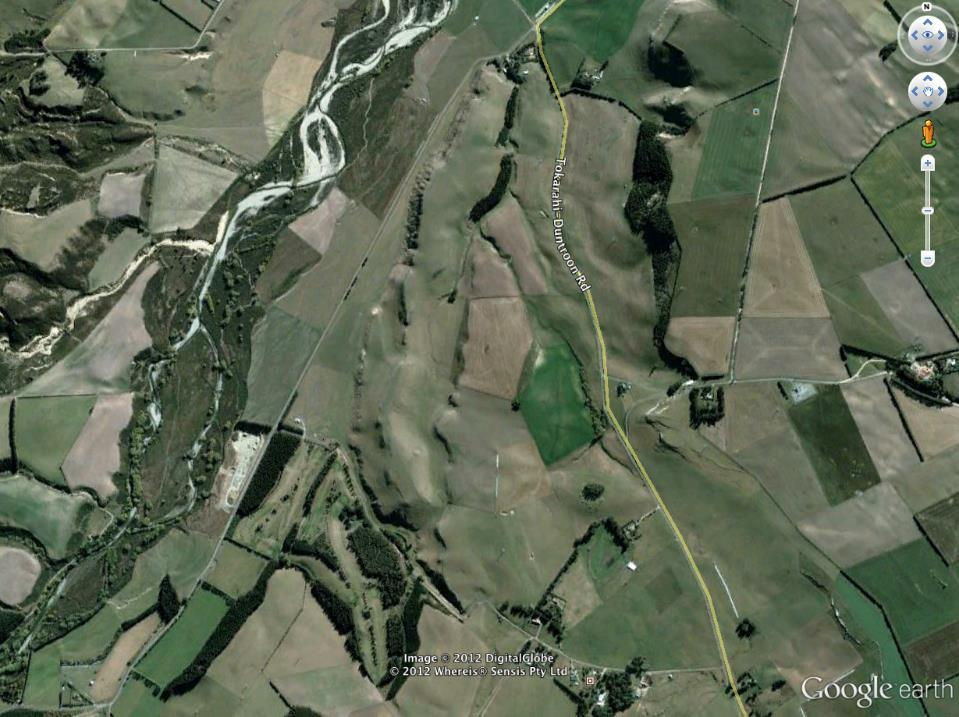 N
Tokarahi-Duntroon Rd
Image © 2012 DigitalGlobe
© 2012 Whereis® Sensis Pty Ltd
Google earth